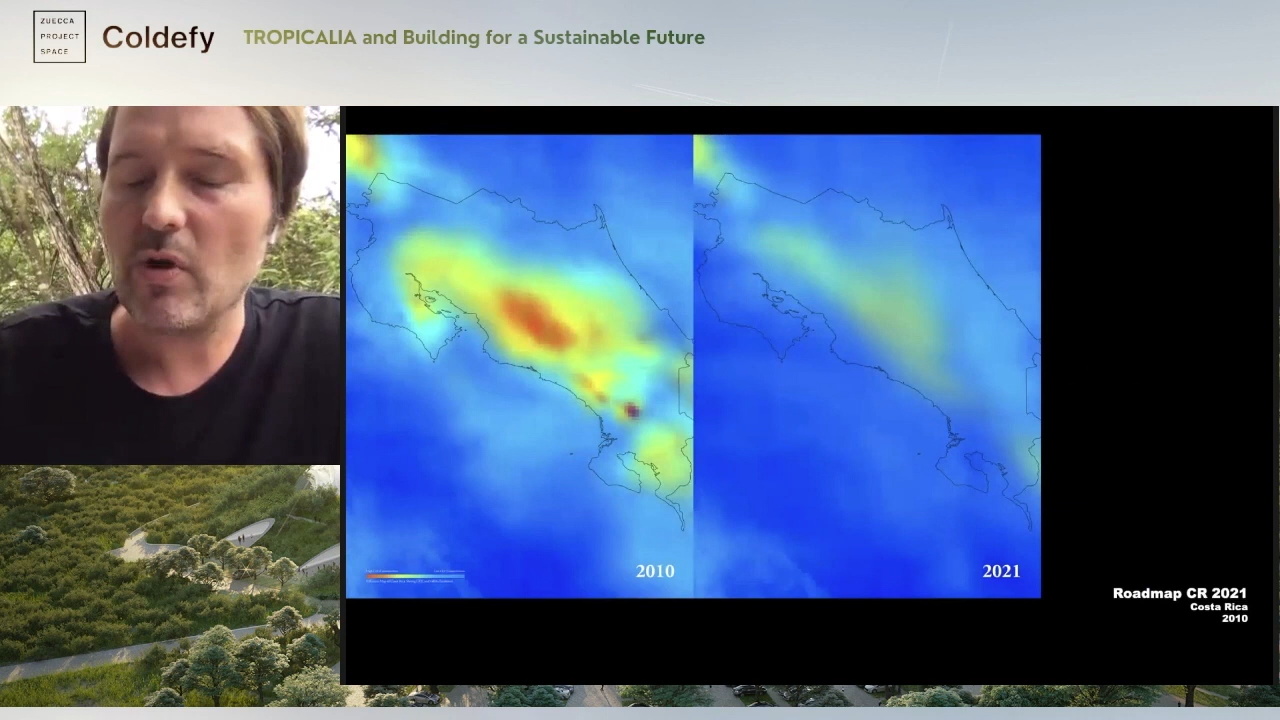 ZUECCA
PROJECT
SPACE
Coldefy
TROPICALIA and Building for a Sustainable Future
2010
2021
Roadmap CR 2021
Costa Rica
2010